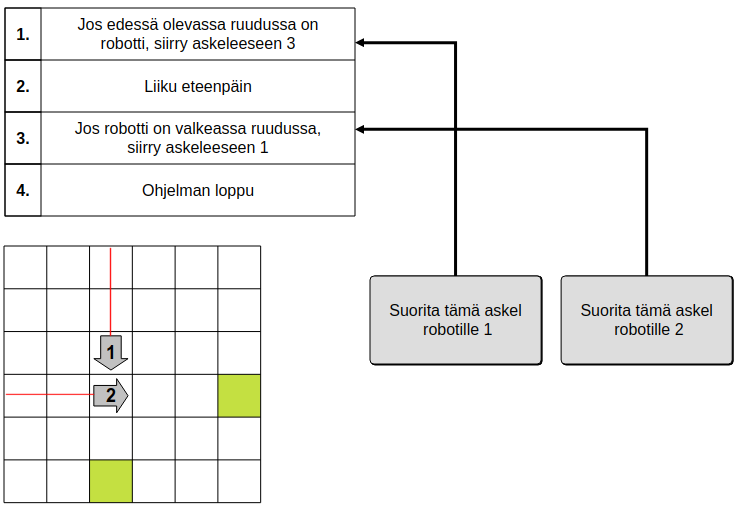 1.
Jos edessä olevassa ruudussa on
robotti, siirry askeleeseen 3
2.
Liiku eteenpäin
3.
Jos robotti on valkeassa ruudussa,
siirry askeleeseen 1
4.
Ohjelman loppu
Suorita tämä askel
robotille 1
Suorita tämä askel
robotille 2
1
2